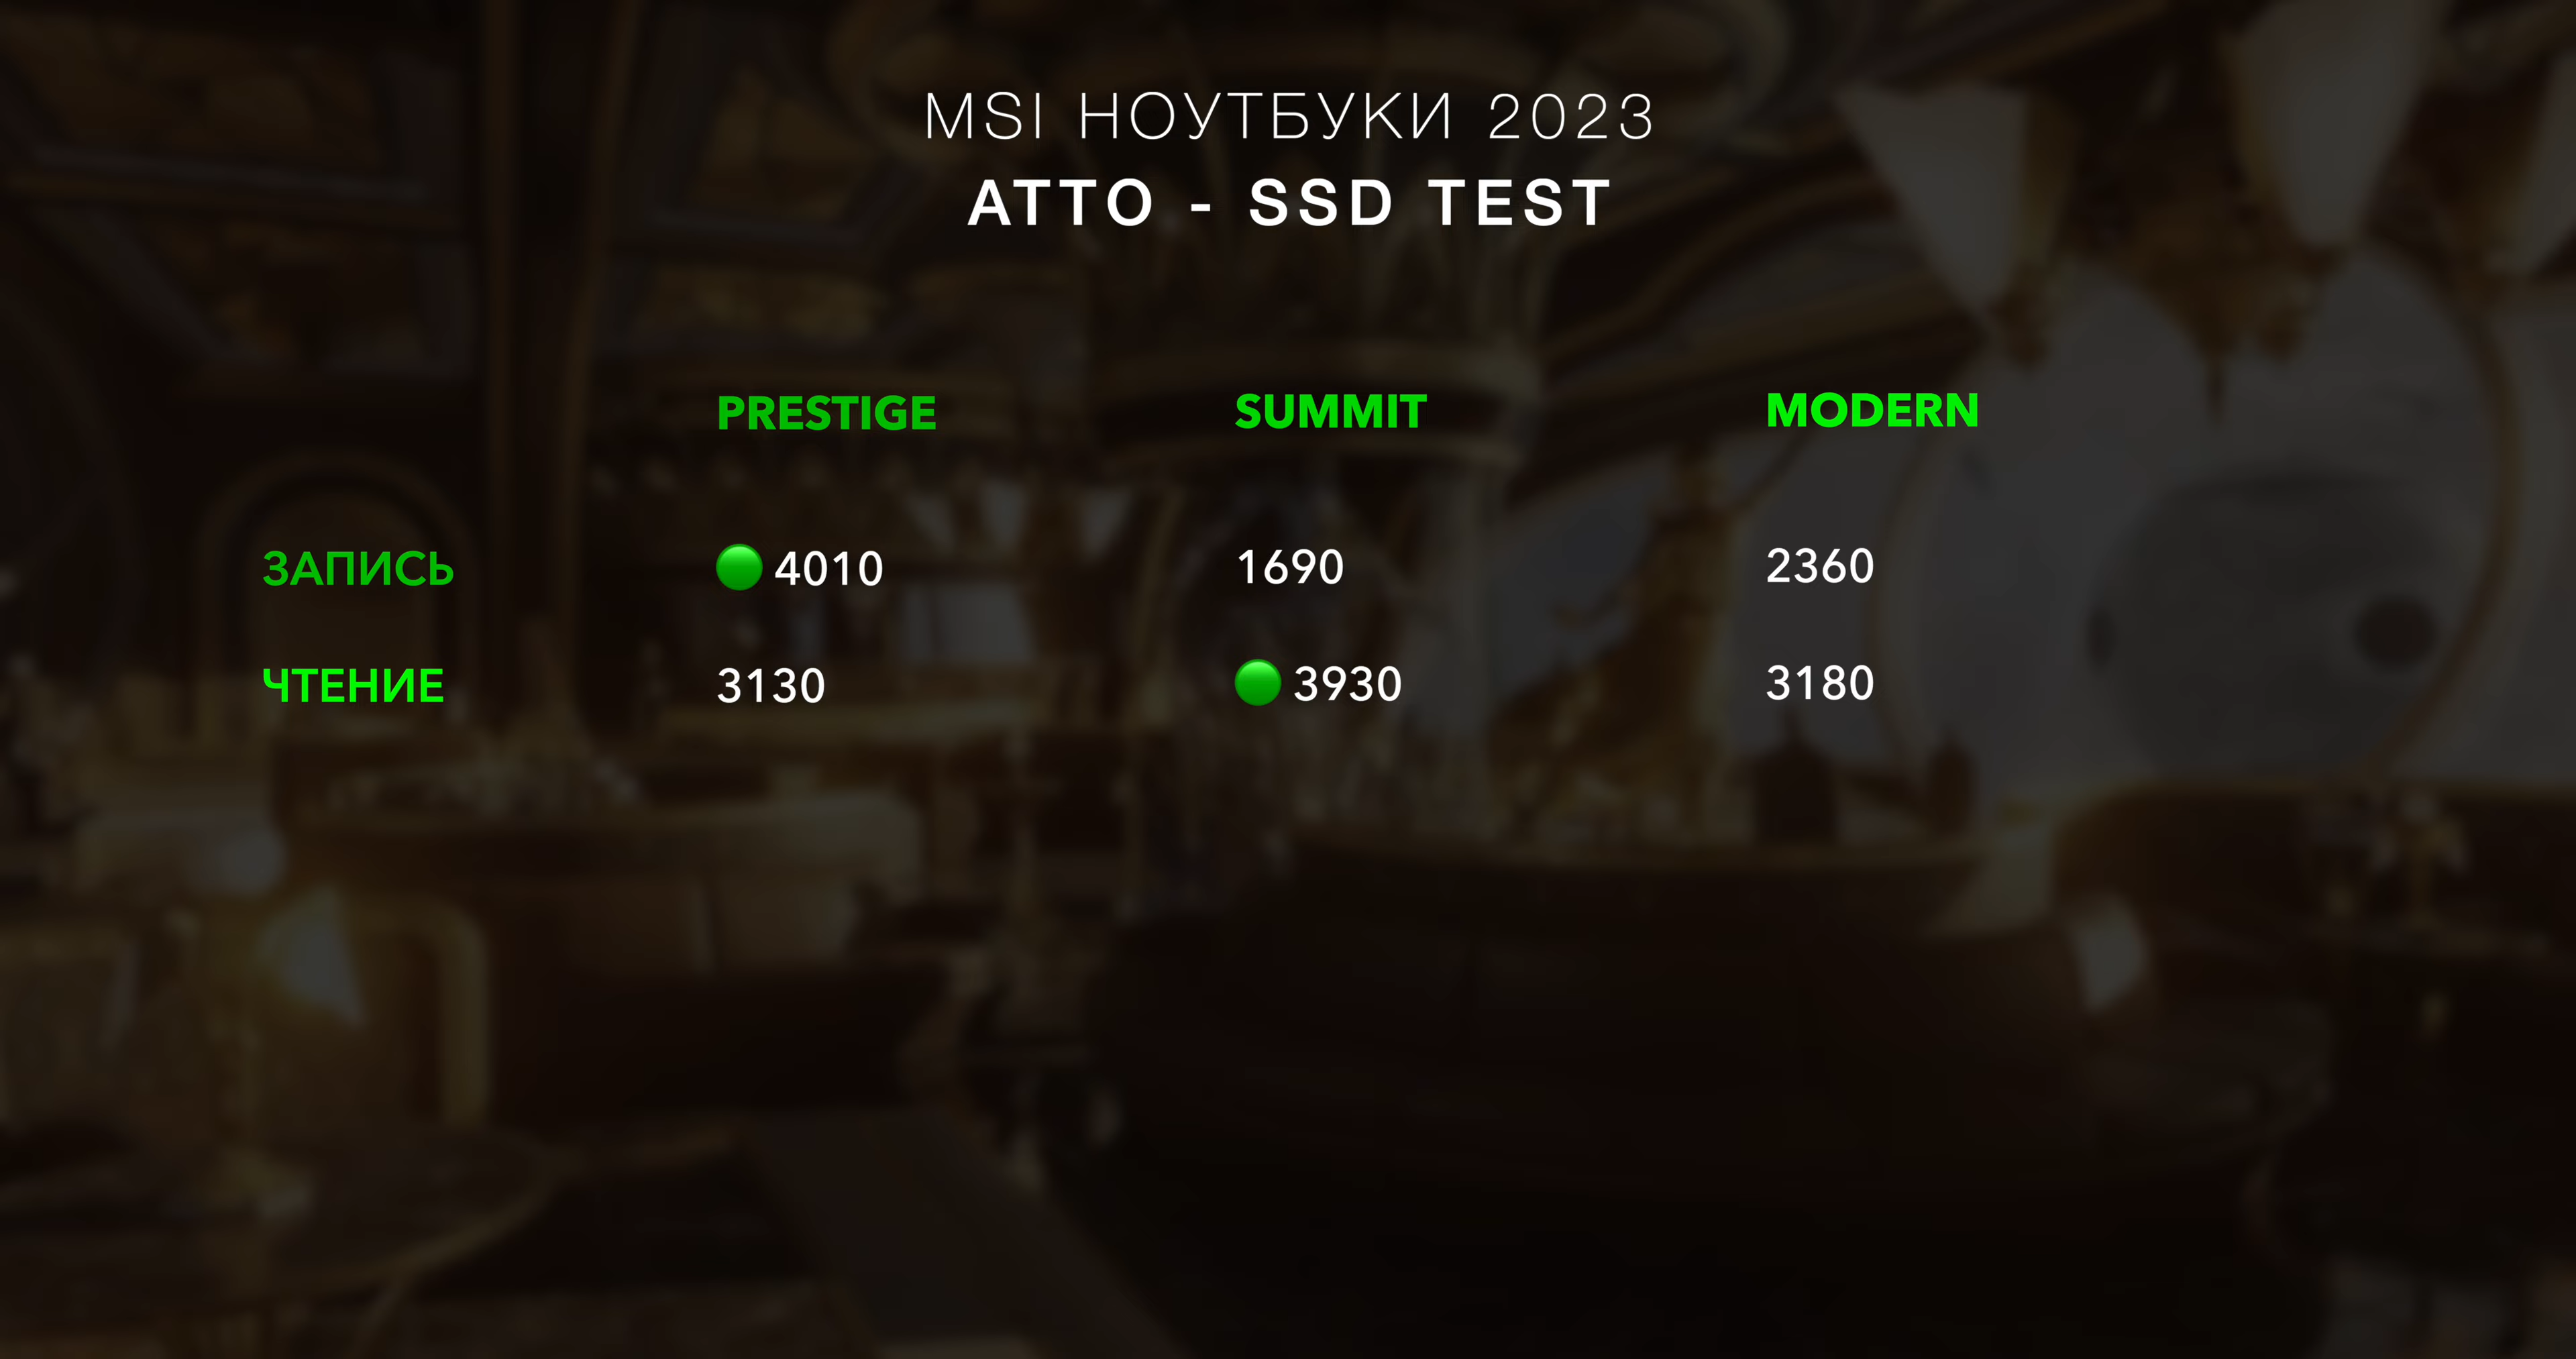 MSI НОУТБУКИ 2023
ATTO - SSD TEST
PRESTIGE SUMMIT MODERN
ЗАПИСЬ 4010 1690 2360
ЧТЕНИЕ 3130 3930 3180